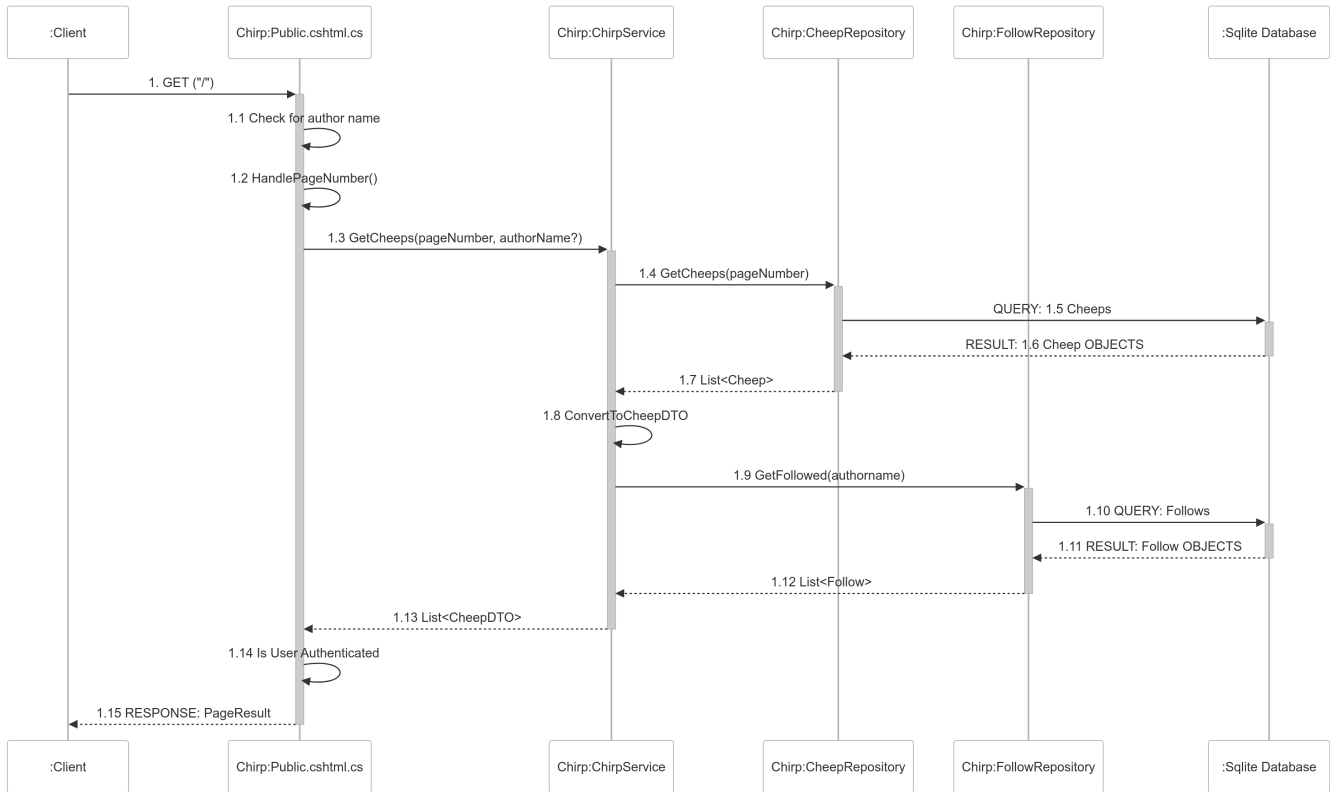 :Client
Chirp:Public.cshtml.cs
Chirp:ChirpService
Chirp:CheepRepository
Chirp:FollowRepository
:Sqlite Database
1. GET ("/")
1.1 Check for author name
1.2 HandlePageNumber()
1.3 GetCheeps(pageNumber, authorName?)
1.4 GetCheeps(pageNumber)
QUERY: 1.5 Cheeps
RESULT: 1.6 Cheep OBJECTS
1.7 List<Cheep>
1.8 ConvertToCheepDTO
1.9 GetFollowed(authorname)
1.10 QUERY: Follows
1.11 RESULT: Follow OBJECTS
1.12 List<Follow>
1.13 List<CheepDTO>
1.14 Is User Authenticated
1.15 RESPONSE: PageResult
:Client
Chirp:Public.cshtml.cs
Chirp:ChirpService
Chirp:CheepRepository
Chirp:FollowRepository
:Sqlite Database